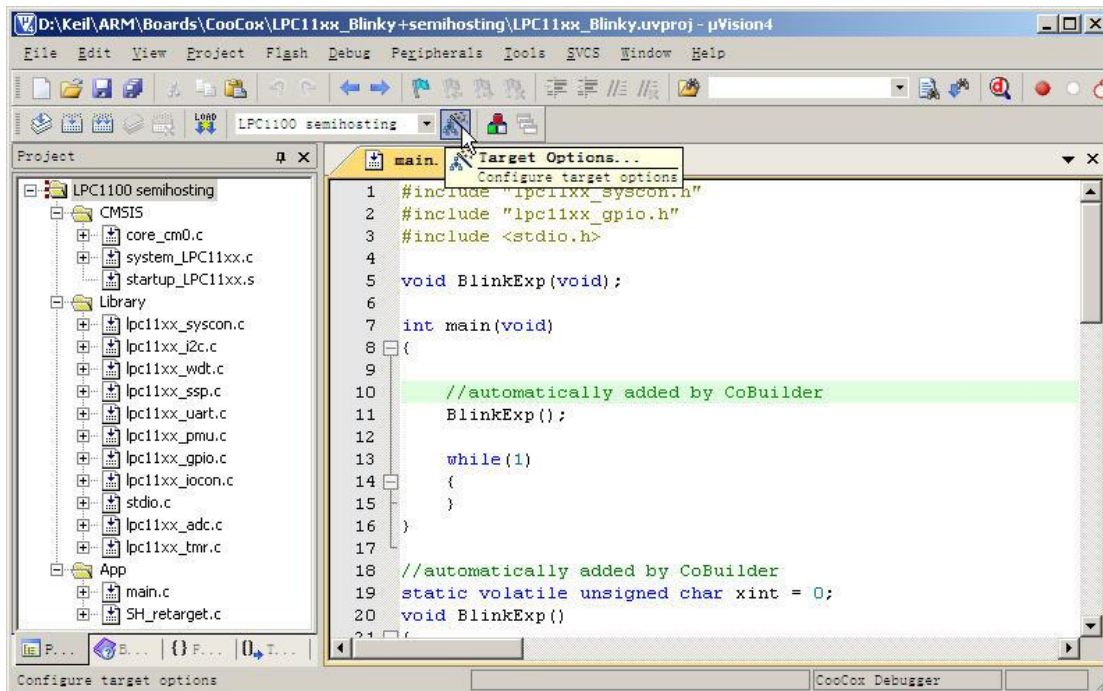 D:\Keil\ARM\Boards\CooCox\LPC11xx_Blinky+semihosting\LPC11xx_Blinky.uvproj - µVision4
File Edit View Project Flash Debug Peripherals Tools SVCS Window Help
LOAD LPC1100 semihosting
Project
main.
Target Options...
Configure target options
LPC1100 semihosting
CMSIS
core_cm0.c
system_LPC11xx.c
startup_LPC11xx.s
Library
lpc11xx_syscon.c
lpc11xx_i2c.c
lpc11xx_wdt.c
lpc11xx_ssp.c
lpc11xx_uart.c
lpc11xx_pmu.c
lpc11xx_gpio.c
lpc11xx_iocon.c
stdio.c
lpc11xx_adc.c
lpc11xx_tmr.c
App
main.c
SH_retarget.c
P... B... {} F... 0 T...
1 #include "lpc11xx_syscon.h"
2 #include "lpc11xx_gpio.h"
3 #include <stdio.h>
4
5 void BlinkExp(void);
6
7 int main(void)
8 {
9
10 //automatically added by CoBuilder
11 BlinkExp();
12
13 while(1)
14 {
15 }
16 }
17
18 //automatically added by CoBuilder
19 static volatile unsigned char xint = 0;
20 void BlinkExp()
21 {
Configure target options CooCox Debugger